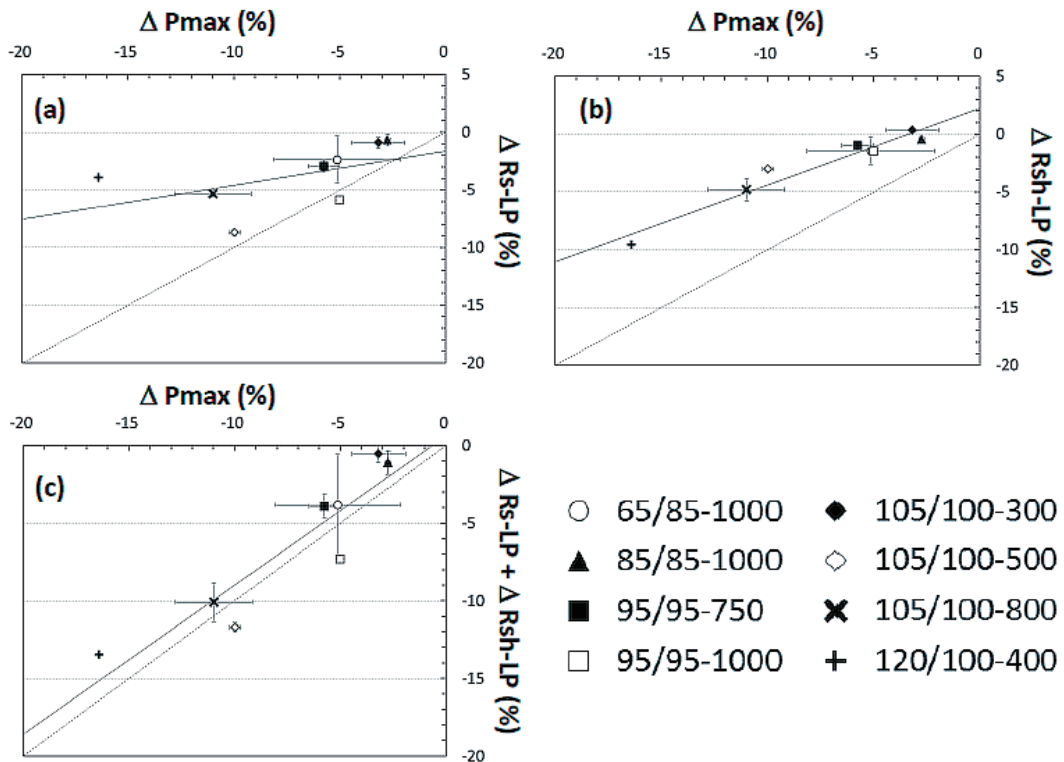 Δ Pmax (%)
-20 -15 -10 -5 0
(a)
5
0
-5
-10
-15
-20
Δ Rs-LP (%)
Δ Pmax (%)
-20 -15 -10 -5 0
(b)
5
0
-5
-10
-15
-20
Δ Rsh-LP (%)
Δ Pmax (%)
-20 -15 -10 -5 0
(c)
0
-5
-10
-15
-20
Δ Rs-LP + Δ Rsh-LP (%)
65/85-1000
85/85-1000
95/95-750
95/95-1000
105/100-300
105/100-500
105/100-800
120/100-400